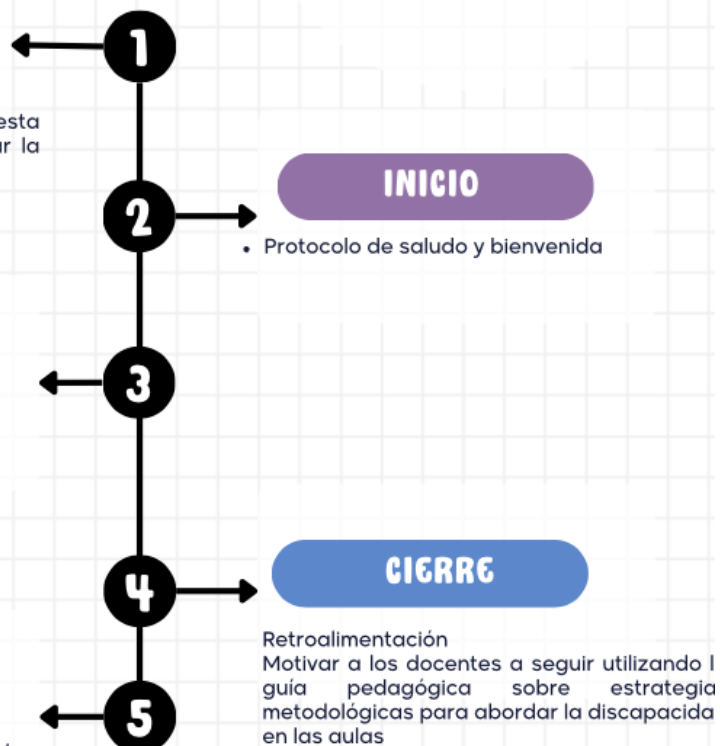 1
esta
ar la
2
INICIO
• Protocolo de saludo y bienvenida
3
4
CIERRE
Retroalimentación
Motivar a los docentes a seguir utilizando l
guía pedagógica sobre estrategia
metodológicas para abordar la discapacida
en las aulas
5